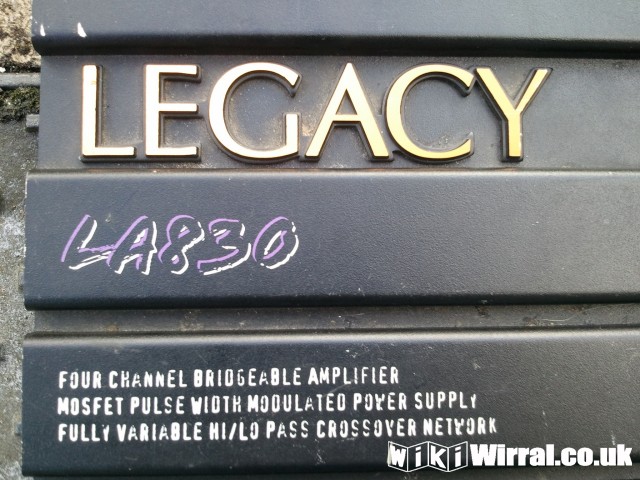 LEGACY
LA830
FOUR CHANNEL BRIDGEABLE AMPLIFIER
MOSFET PULSE WIDTH MODULATED POWER SUPPLY
FULLY VARIABLE HI/LO PASS CROSSOVER NETWORK
wiKiWirral.co.uk